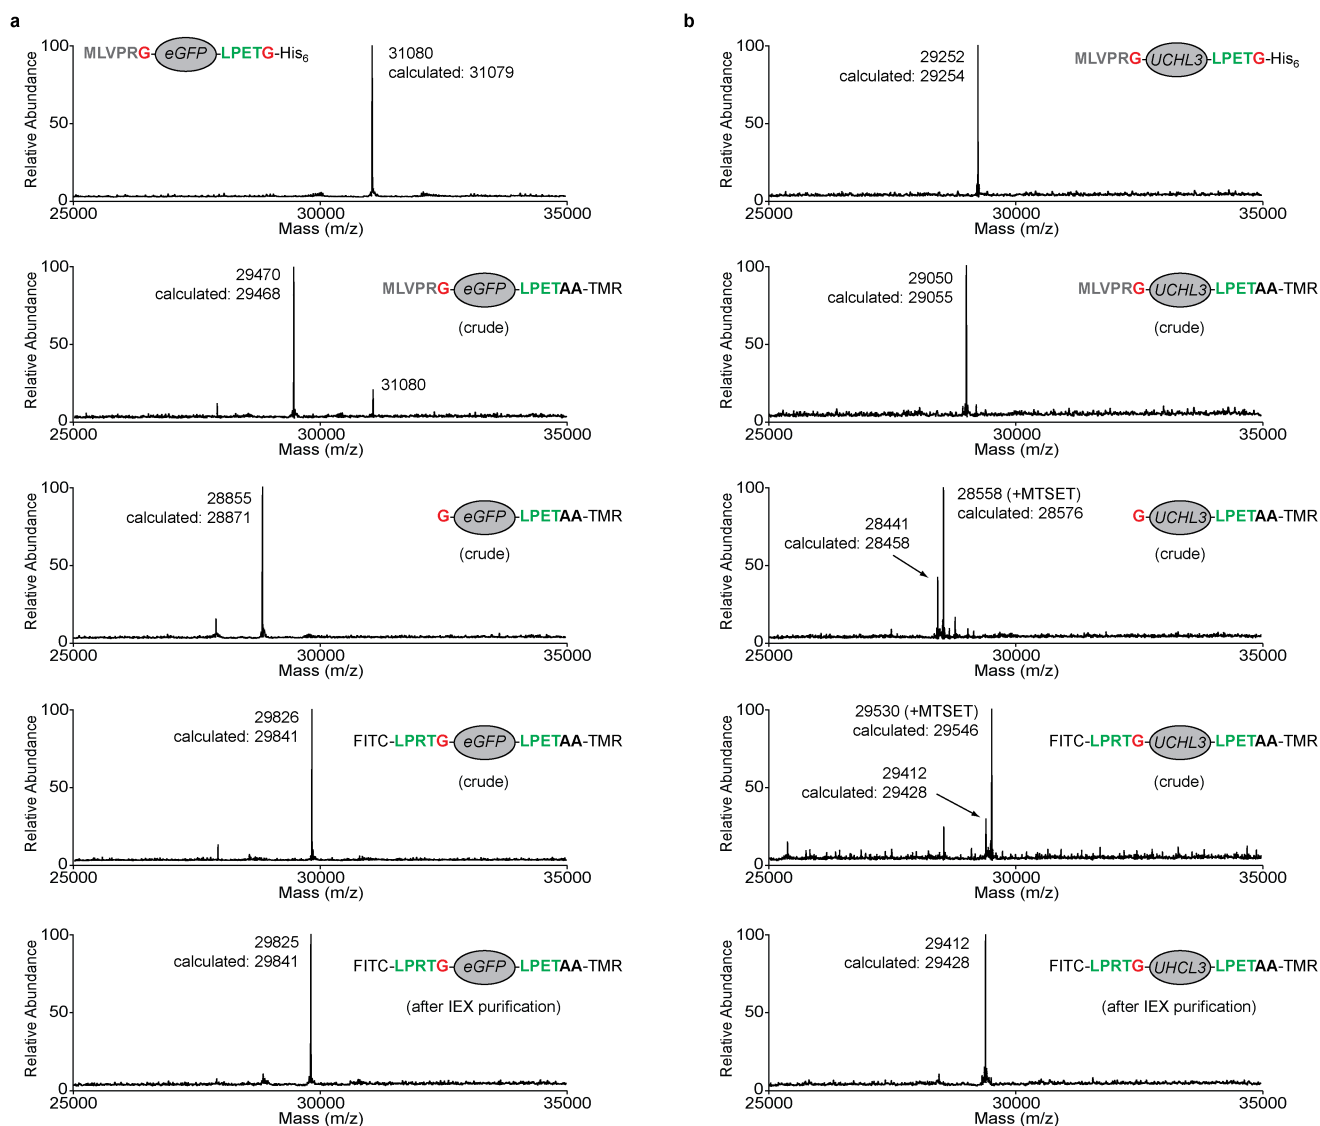 a
MLVPRG-eGFP-LPETG-His6
31080
calculated: 31079
Relative Abundance
100
50
0
25000 30000 35000
Mass (m/z)
29470
calculated: 29468
MLVPRG-eGFP-LPETAA-TMR
(crude)
31080
Relative Abundance
100
50
0
25000 30000 35000
Mass (m/z)
28855
calculated: 28871
G-eGFP-LPETAA-TMR
(crude)
Relative Abundance
100
50
0
25000 30000 35000
Mass (m/z)
29826
calculated: 29841
FITC-LPRTG-eGFP-LPETAA-TMR
(crude)
Relative Abundance
100
50
0
25000 30000 35000
Mass (m/z)
29825
calculated: 29841
FITC-LPRTG-eGFP-LPETAA-TMR
(after IEX purification)
Relative Abundance
100
50
0
25000 30000 35000
Mass (m/z)
b
29252
calculated: 29254
MLVPRG-UCHL3-LPETG-His6
Relative Abundance
100
50
0
25000 30000 35000
Mass (m/z)
29050
calculated: 29055
MLVPRG-UCHL3-LPETAA-TMR
(crude)
Relative Abundance
100
50
0
25000 30000 35000
Mass (m/z)
28558 (+MTSET)
calculated: 28576
28441
calculated: 28458
G-UCHL3-LPETAA-TMR
(crude)
Relative Abundance
100
50
0
25000 30000 35000
Mass (m/z)
29530 (+MTSET)
calculated: 29546
29412
calculated: 29428
FITC-LPRTG-UCHL3-LPETAA-TMR
(crude)
Relative Abundance
100
50
0
25000 30000 35000
Mass (m/z)
29412
calculated: 29428
FITC-LPRTG-UHCL3-LPETAA-TMR
(after IEX purification)
Relative Abundance
100
50
0
25000 30000 35000
Mass (m/z)